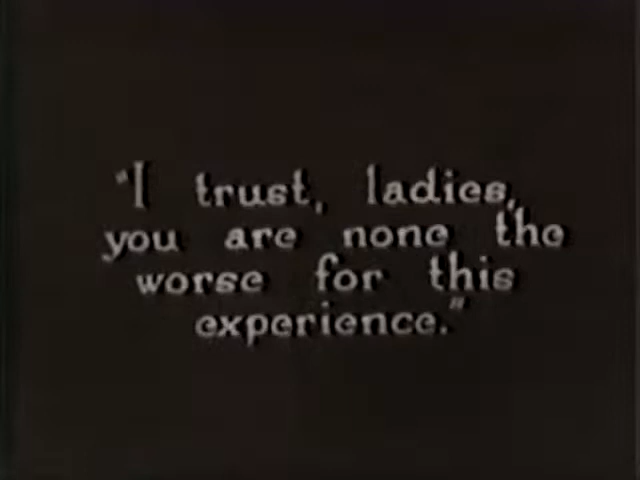 "I trust, ladies,
you are none the
worse for this
experience."